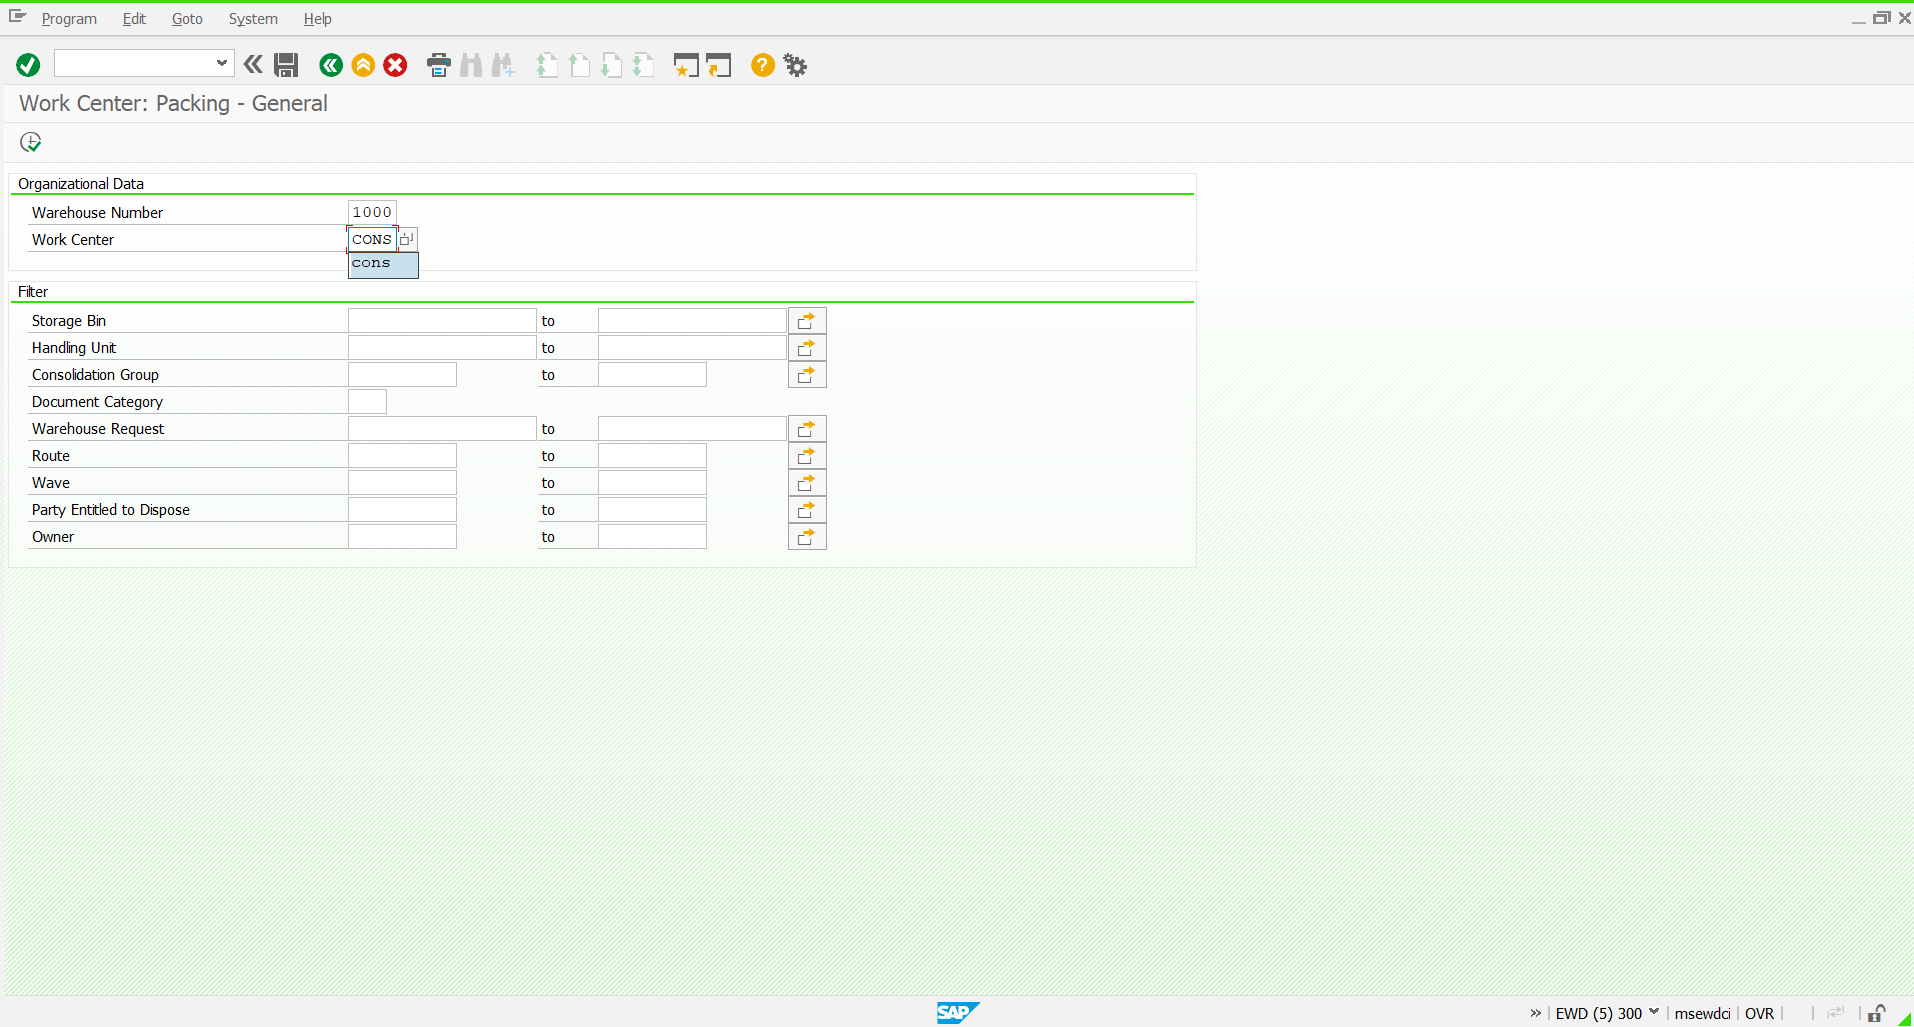 Program Edit Goto System Help
Work Center: Packing - General
Organizational Data
Warehouse Number 1000
Work Center CONS
cons
Filter
Storage Bin to
Handling Unit to
Consolidation Group to
Document Category
Warehouse Request to
Route to
Wave to
Party Entitled to Dispose to
Owner to
SAP EWD (5) 300 msewdci OVR